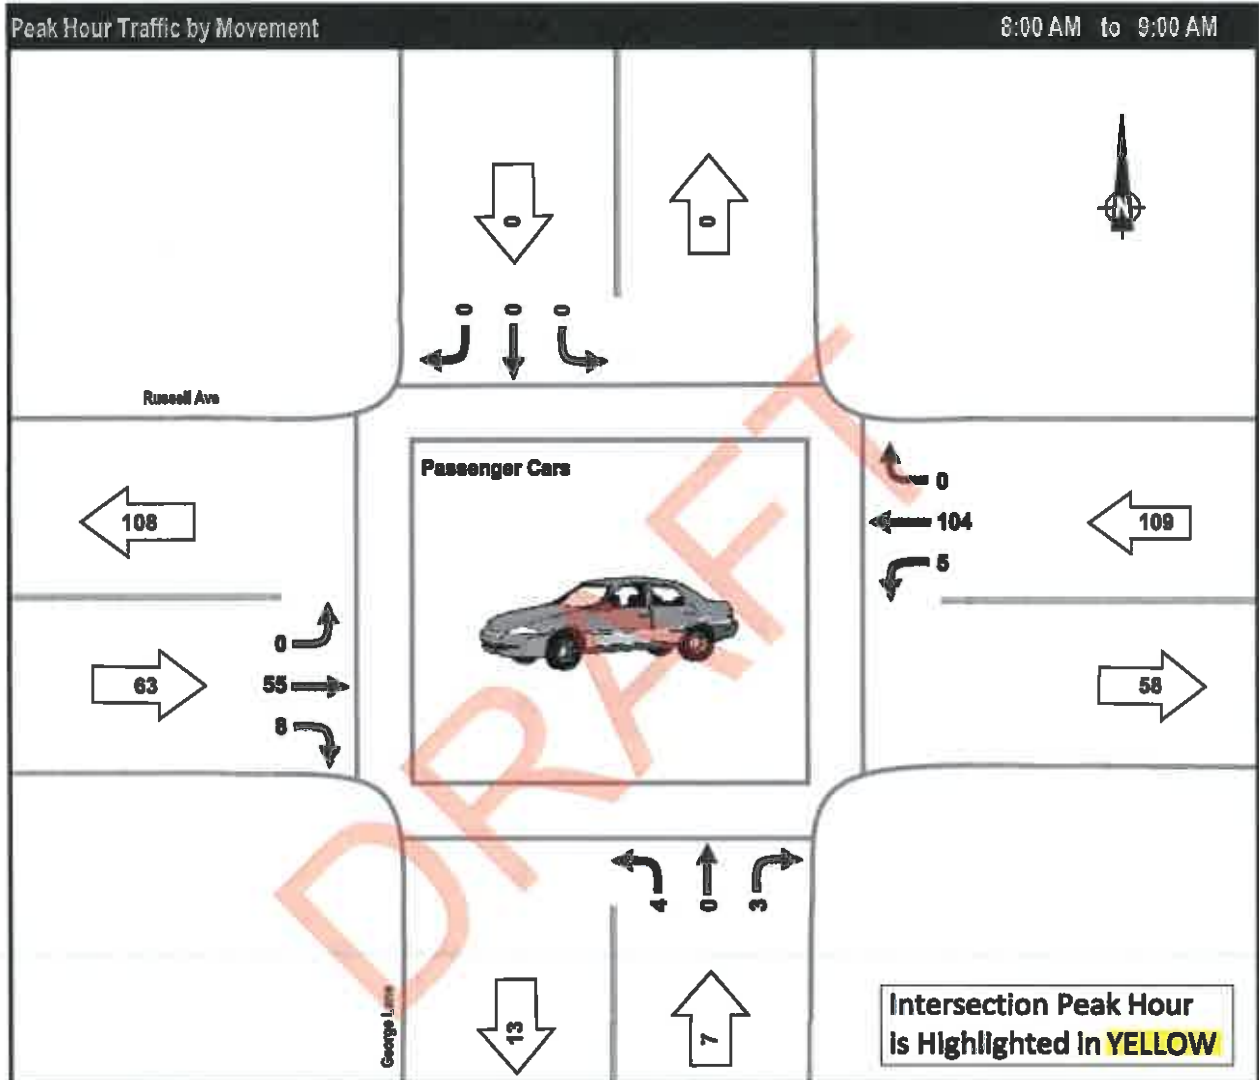 Peak Hour Traffic by Movement 8:00 AM to 9:00 AM
0 0
0 0 0
Russell Ave
Passenger Cars
0
108
104
109
5
0
63
55
58
8
4 0 3
DRAFT
George Lane
13
7
Intersection Peak Hour
is Highlighted in YELLOW
N